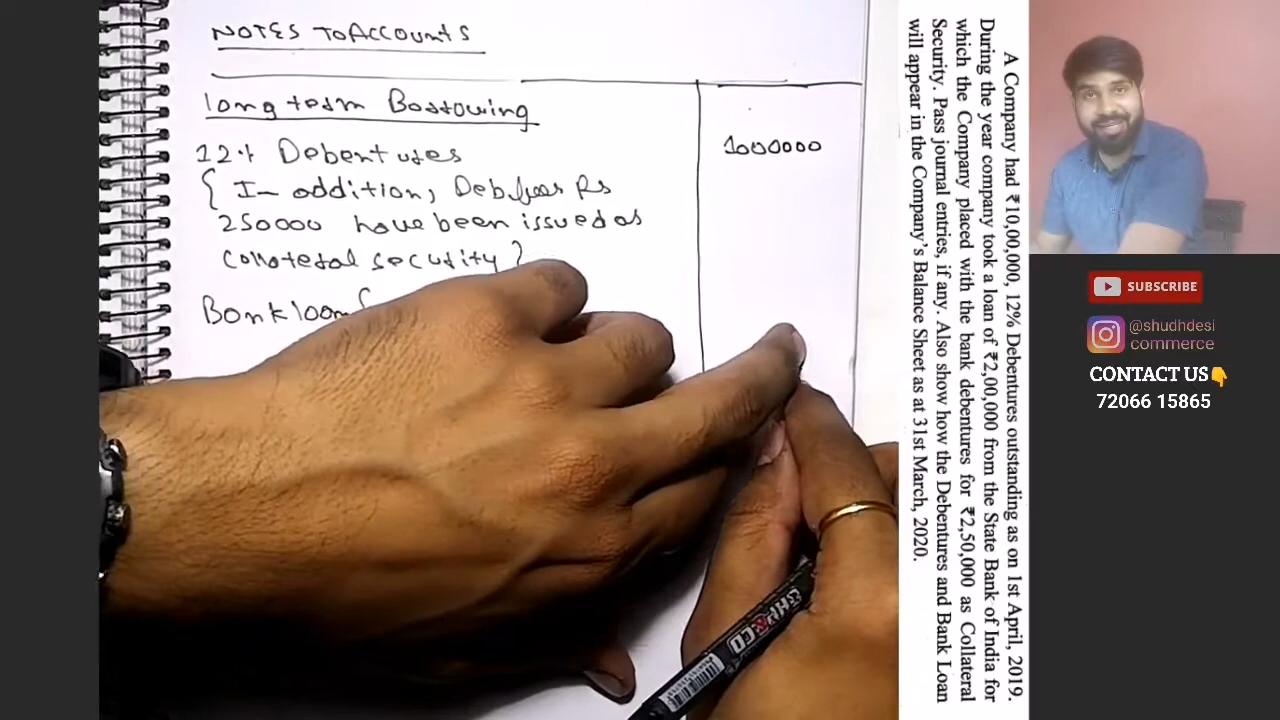 NOTES TO ACCOUNTS
long term Borrowing
12% Debentures
1000000
{ In addition, Deb for Rs
250000 have been issued as
collateral security }
Bank loan {
A Company had ₹10,00,000, 12% Debentures outstanding as on 1st April, 2019.
During the year company took a loan of ₹2,00,000 from the State Bank of India for
which the Company placed with the bank debentures for ₹2,50,000 as Collateral
Security. Pass journal entries, if any. Also show how the Debentures and Bank Loan
will appear in the Company's Balance Sheet as at 31st March, 2020.
SUBSCRIBE
@shudhdesi
commerce
CONTACT US👇
72066 15865